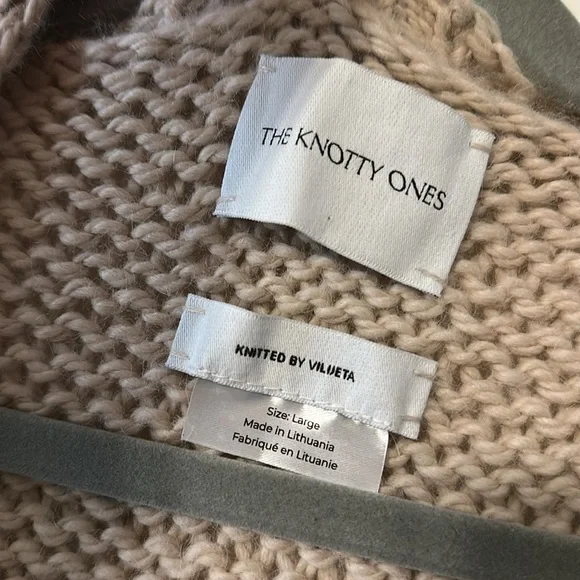 THE KNOTTY ONES
KNITTED BY VILIJETA
Size: Large
Made in Lithuania
Fabriqué en Lituanie